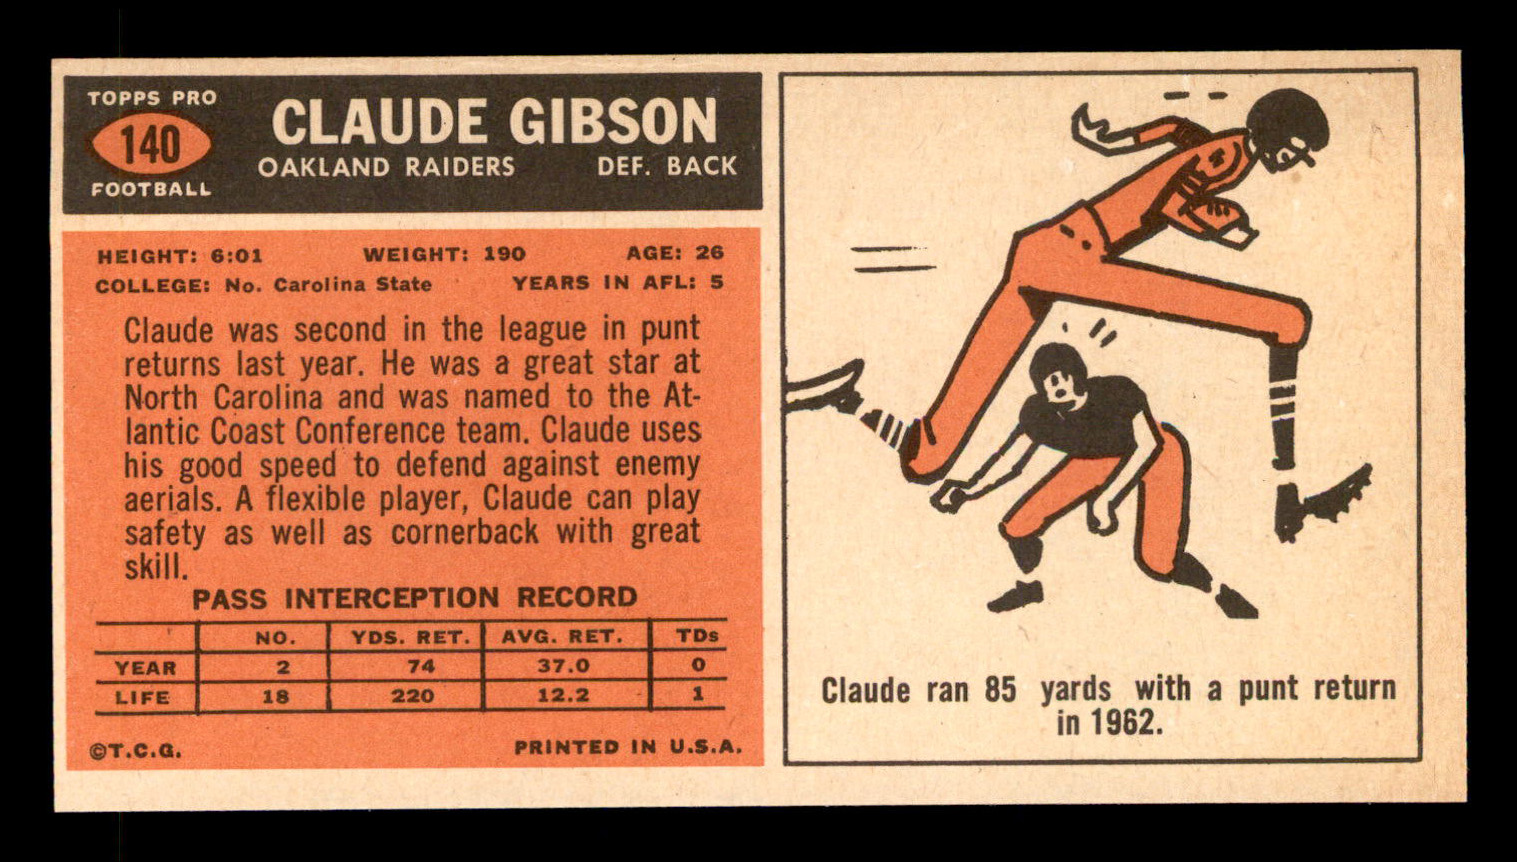 TOPPS PRO
140
FOOTBALL
CLAUDE GIBSON
OAKLAND RAIDERS DEF. BACK
HEIGHT: 6:01 WEIGHT: 190 AGE: 26
COLLEGE: No. Carolina State YEARS IN AFL: 5
Claude was second in the league in punt
returns last year. He was a great star at
North Carolina and was named to the At-
lantic Coast Conference team. Claude uses
his good speed to defend against enemy
aerials. A flexible player, Claude can play
safety as well as cornerback with great
skill.
PASS INTERCEPTION RECORD
NO. YDS. RET. AVG. RET. TDs
YEAR 2 74 37.0 0
LIFE 18 220 12.2 1
©T.C.G. PRINTED IN U.S.A.
Claude ran 85 yards with a punt return
in 1962.